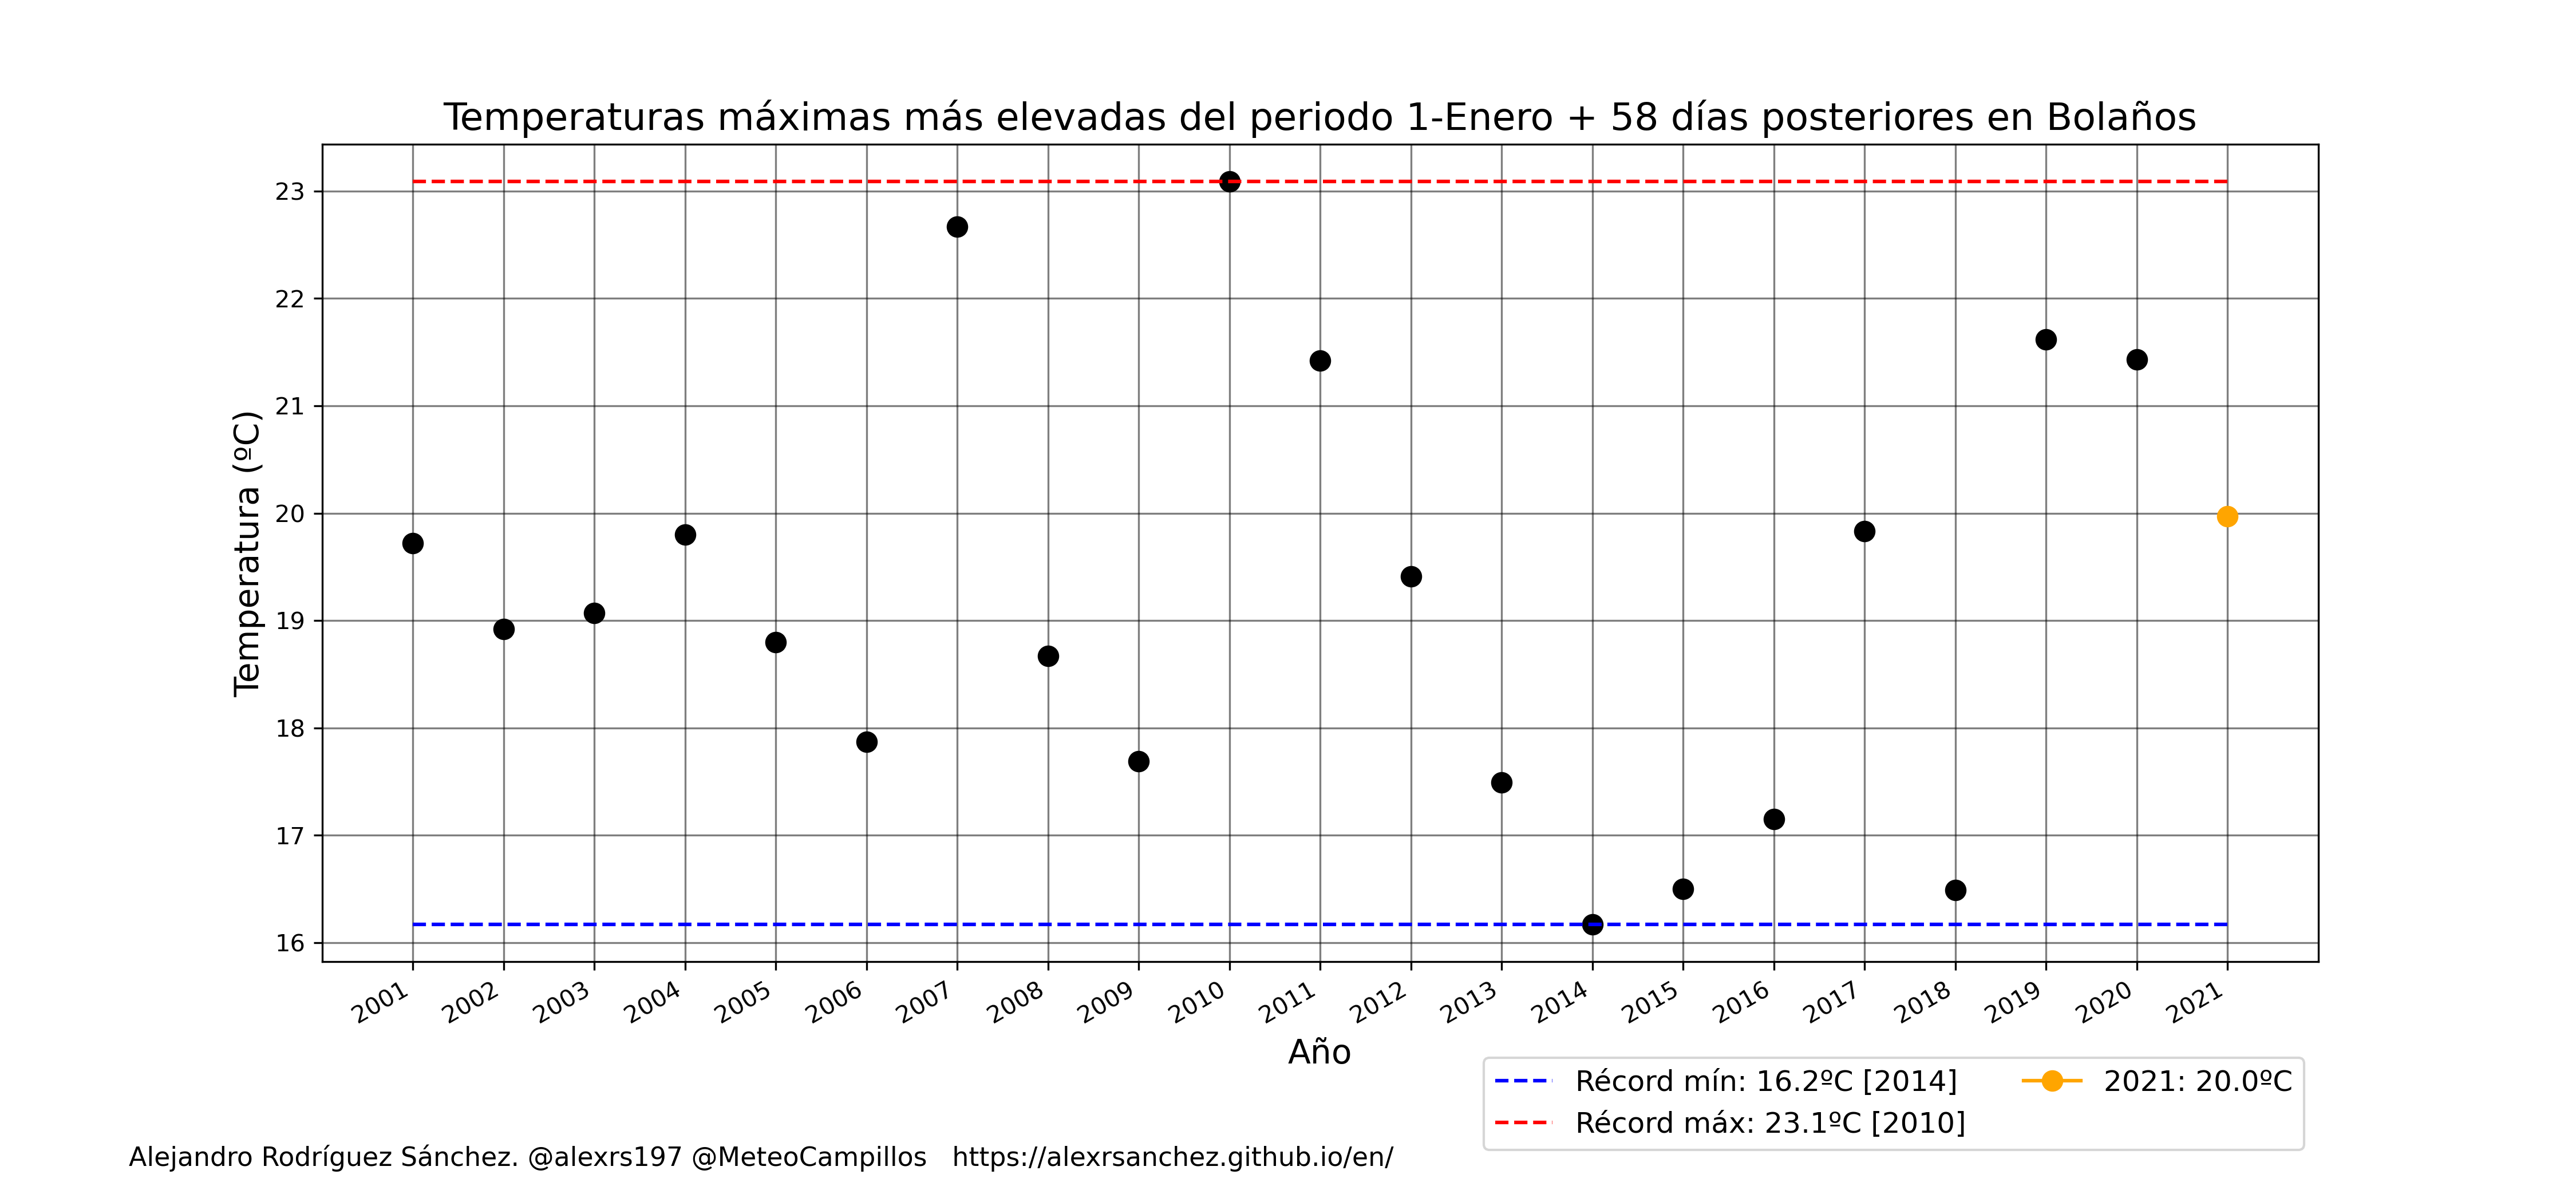 Temperaturas máximas más elevadas del periodo 1-Enero + 58 días posteriores en Bolaños
Temperatura (ºC)
23
22
21
20
19
18
17
16
2001 2002 2003 2004 2005 2006 2007 2008 2009 2010 2011 2012 2013 2014 2015 2016 2017 2018 2019 2020 2021
Año
Récord mín: 16.2ºC [2014]
Récord máx: 23.1ºC [2010]
2021: 20.0ºC
Alejandro Rodríguez Sánchez. @alexrs197 @MeteoCampillos https://alexrsanchez.github.io/en/